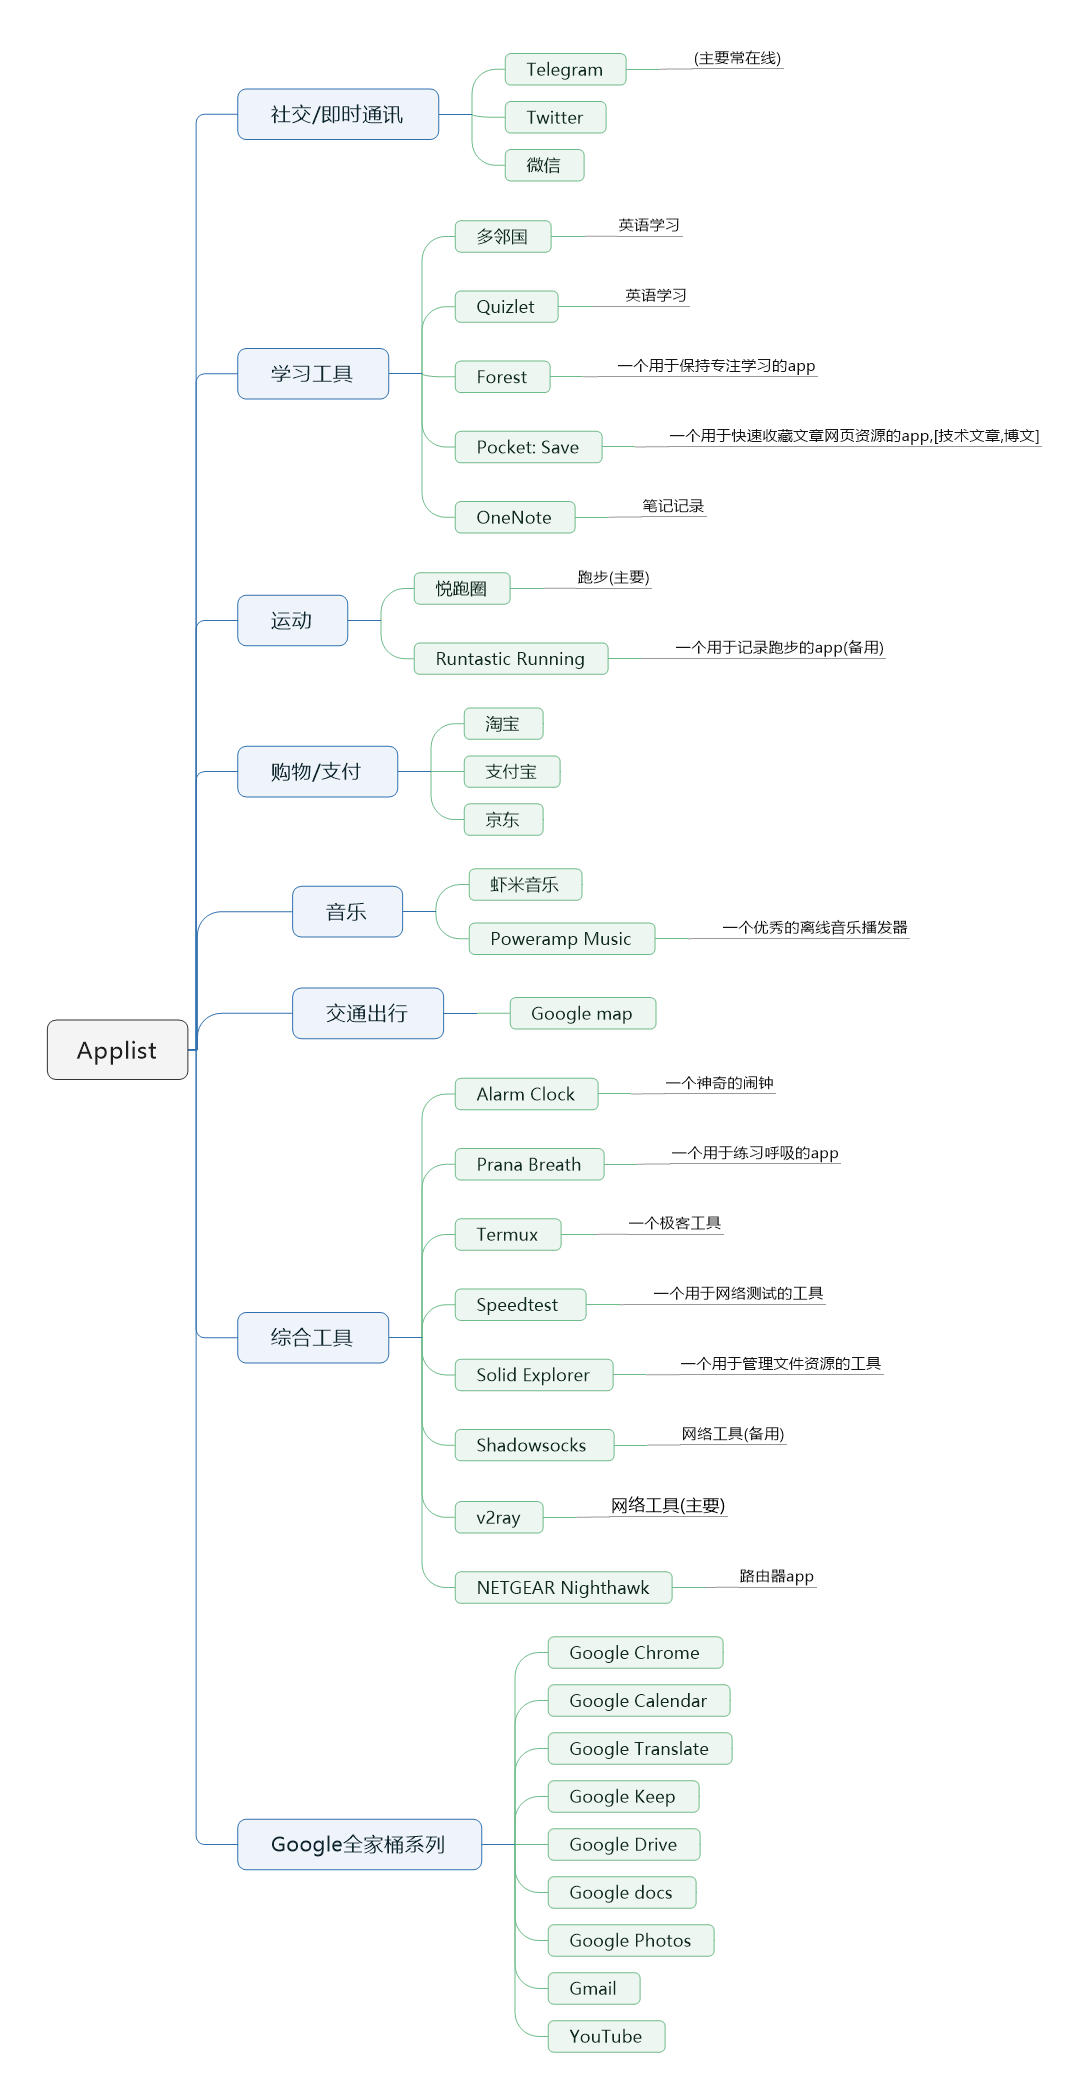 Applist
社交/即时通讯
Telegram
(主要常在线)
Twitter
微信
学习工具
多邻国
英语学习
Quizlet
英语学习
Forest
一个用于保持专注学习的app
Pocket: Save
一个用于快速收藏文章网页资源的app,[技术文章,博文]
OneNote
笔记记录
运动
悦跑圈
跑步(主要)
Runtastic Running
一个用于记录跑步的app(备用)
购物/支付
淘宝
支付宝
京东
音乐
虾米音乐
Poweramp Music
一个优秀的离线音乐播发器
交通出行
Google map
综合工具
Alarm Clock
一个神奇的闹钟
Prana Breath
一个用于练习呼吸的app
Termux
一个极客工具
Speedtest
一个用于网络测试的工具
Solid Explorer
一个用于管理文件资源的工具
Shadowsocks
网络工具(备用)
v2ray
网络工具(主要)
NETGEAR Nighthawk
路由器app
Google全家桶系列
Google Chrome
Google Calendar
Google Translate
Google Keep
Google Drive
Google docs
Google Photos
Gmail
YouTube